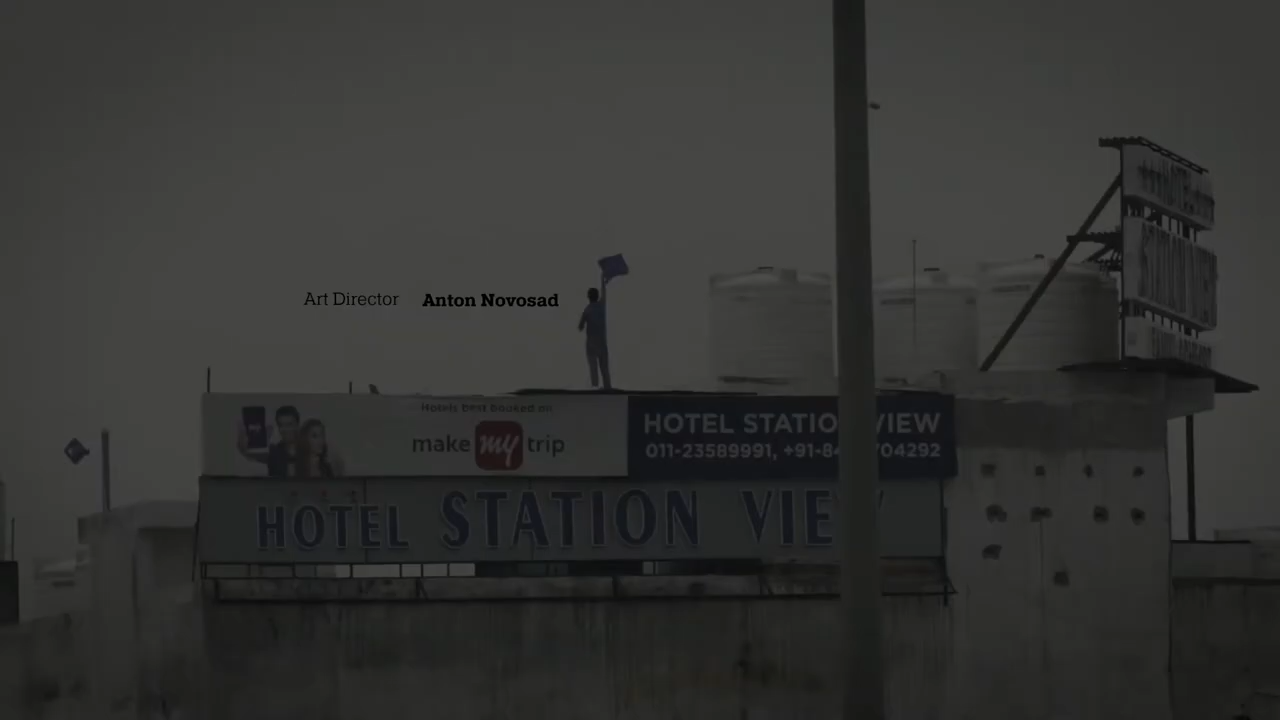 Art Director Anton Novosad
Hotels best booked on
make my trip
HOTEL STATIO VIEW
011-23589991, +91-84 704292
HOTEL STATION VIEW